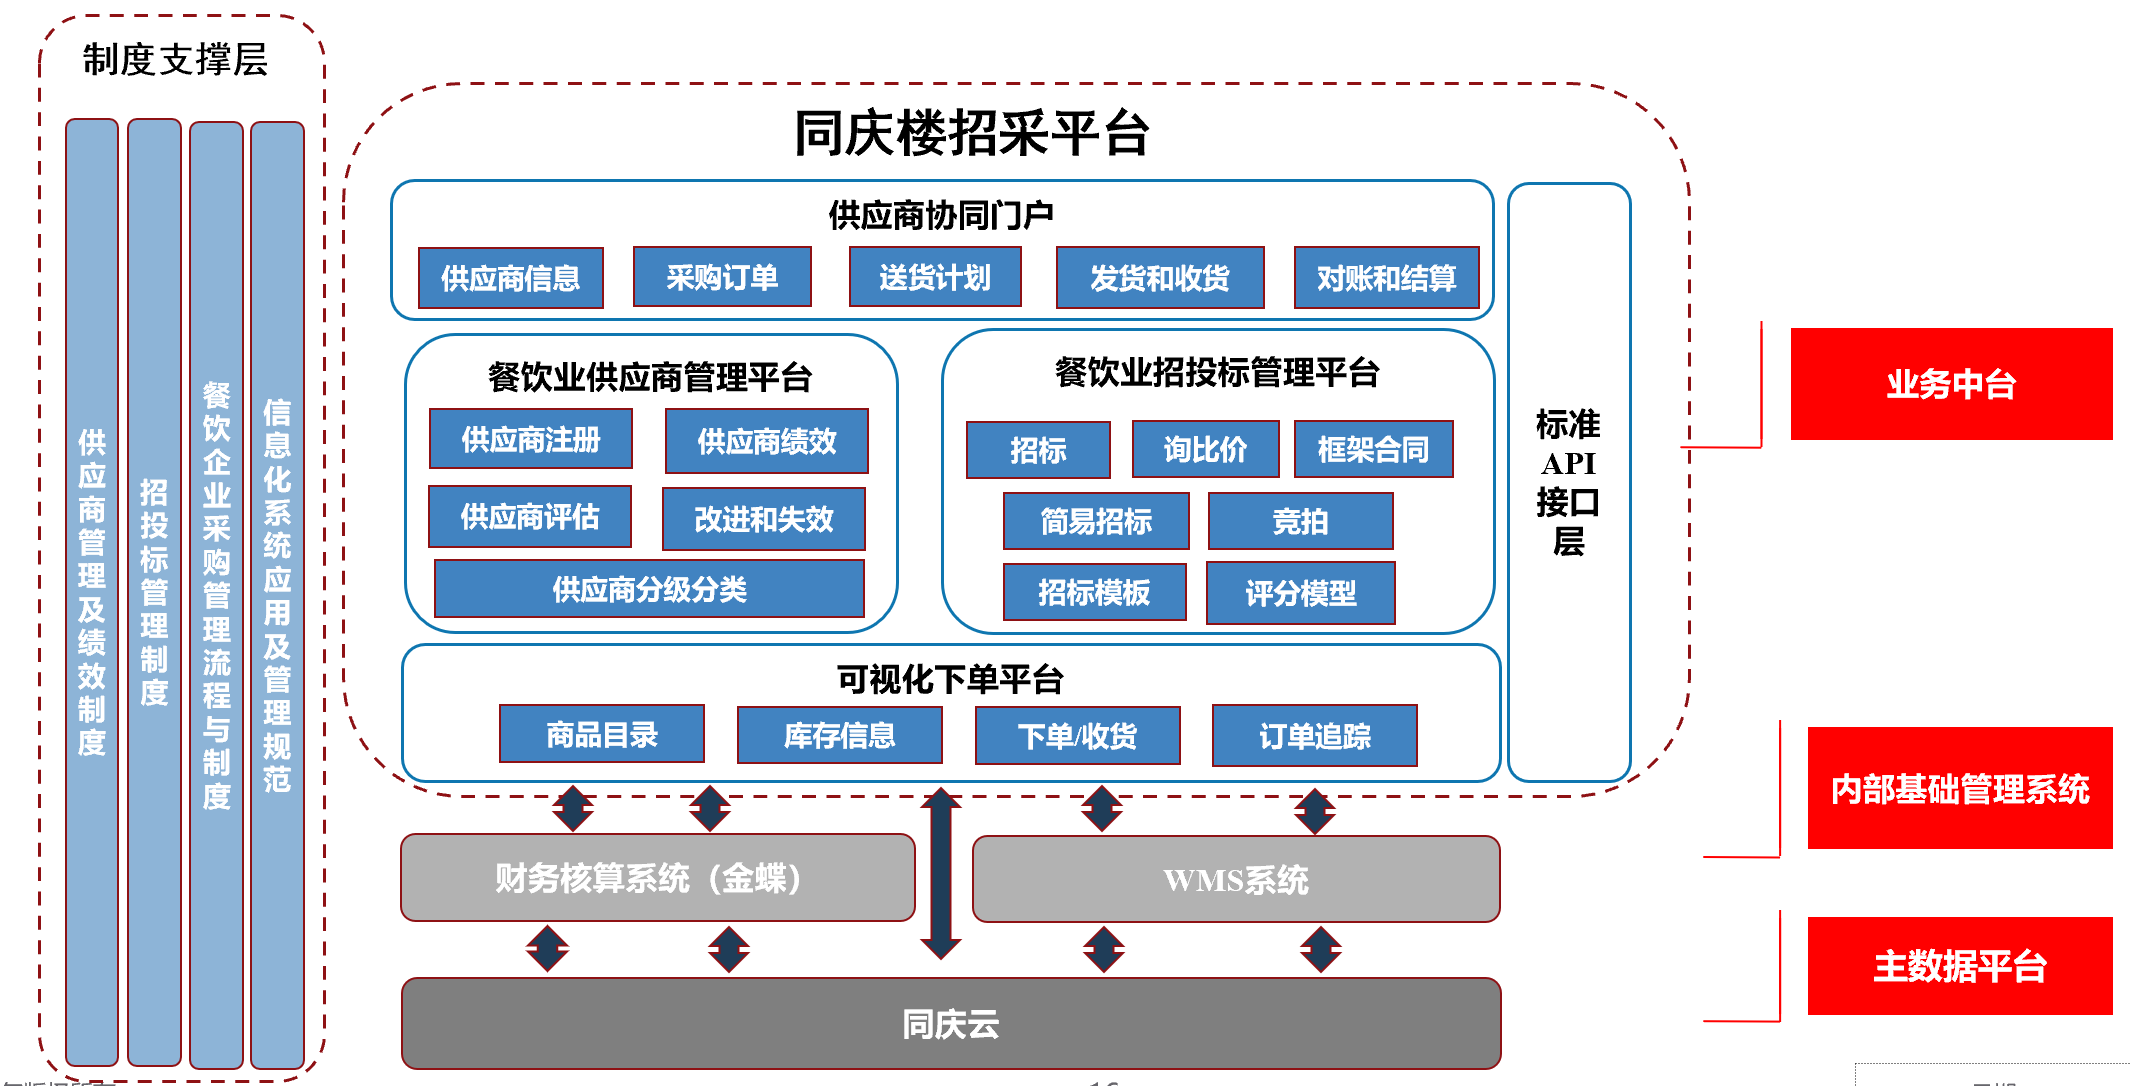 制度支撑层
供应商管理及绩效制度
招投标管理制度
餐饮企业采购管理流程与制度
信息化系统应用及管理规范
同庆楼招采平台
供应商协同门户
供应商信息
采购订单
送货计划
发货和收货
对账和结算
餐饮业供应商管理平台
供应商注册
供应商绩效
供应商评估
改进和失效
供应商分级分类
餐饮业招投标管理平台
招标
询比价
框架合同
简易招标
竞拍
招标模板
评分模型
可视化下单平台
商品目录
库存信息
下单/收货
订单追踪
标准
API
接口
层
财务核算系统（金蝶）
WMS系统
同庆云
业务中台
内部基础管理系统
主数据平台